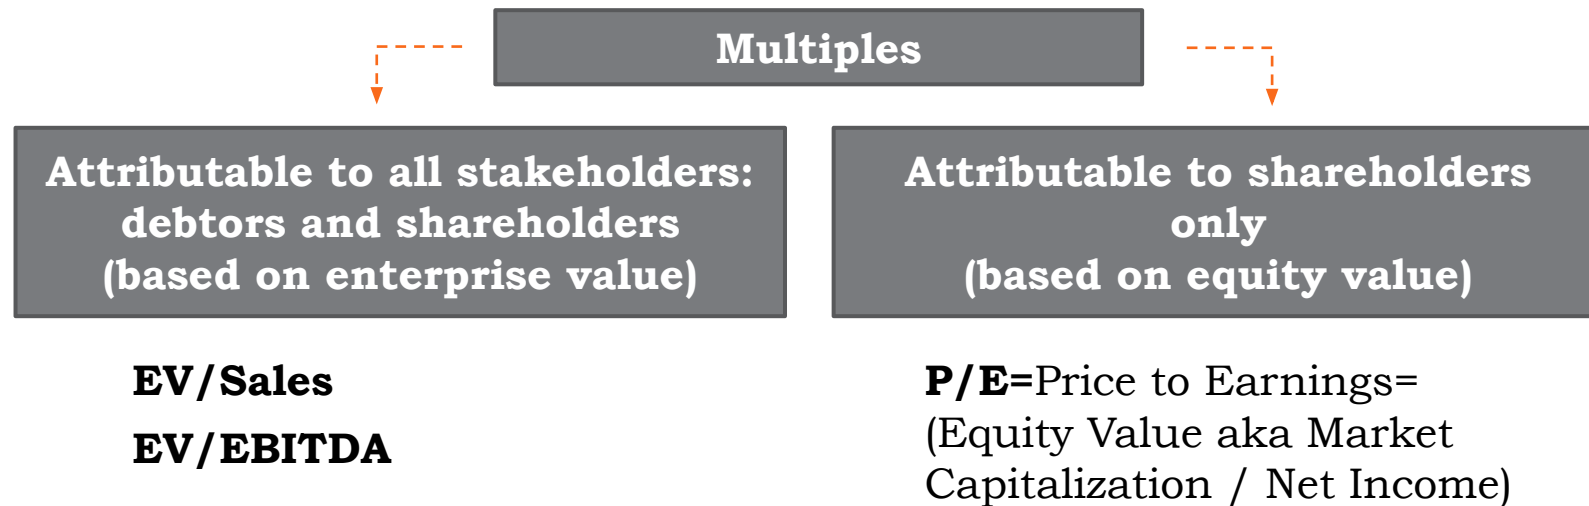 Multiples
Attributable to all stakeholders:
debtors and shareholders
(based on enterprise value)
Attributable to shareholders
only
(based on equity value)
EV/Sales
EV/EBITDA
P/E=Price to Earnings=
(Equity Value aka Market
Capitalization / Net Income)